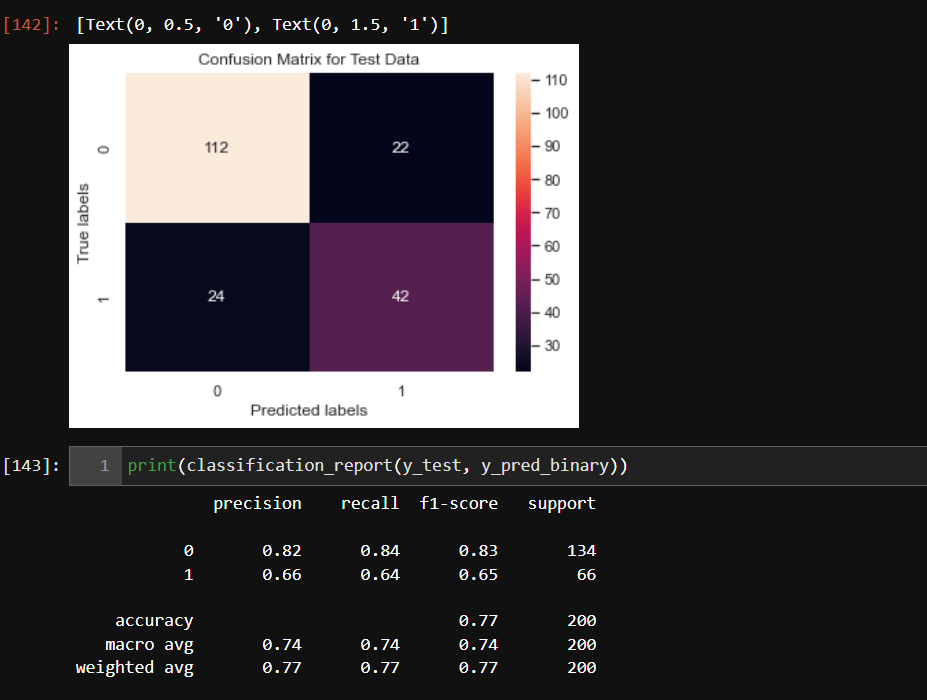 [142]: [Text(0, 0.5, '0'), Text(0, 1.5, '1')]
Confusion Matrix for Test Data
112 22
24 42
0
1
True labels
0 1
Predicted labels
110
100
90
80
70
60
50
40
30
[143]: 1 print(classification_report(y_test, y_pred_binary))
precision recall f1-score support
0 0.82 0.84 0.83 134
1 0.66 0.64 0.65 66
accuracy 0.77 200
macro avg 0.74 0.74 0.74 200
weighted avg 0.77 0.77 0.77 200